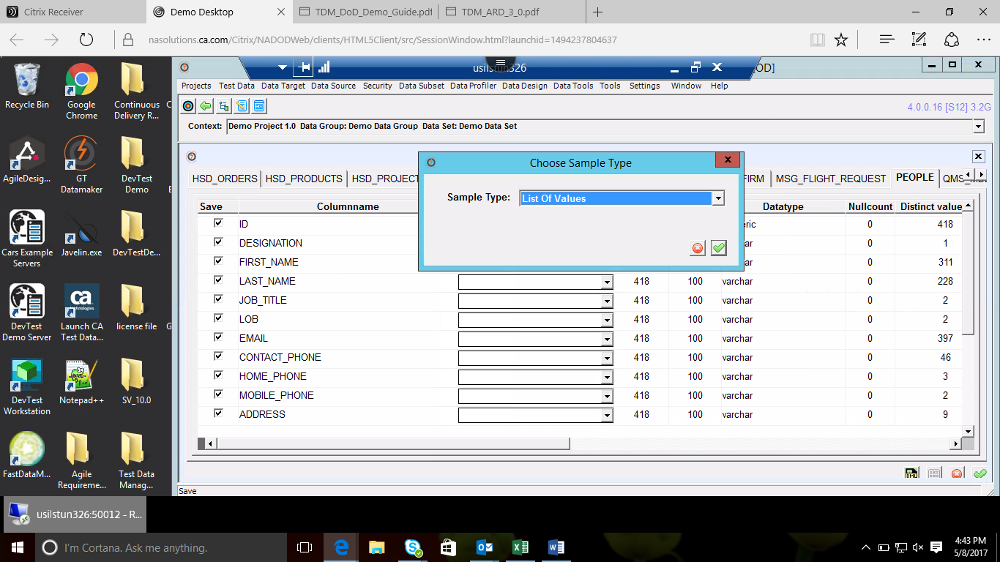 Citrix Receiver
Demo Desktop
TDM_DoD_Demo_Guide.pdf
TDM_ARD_3_0.pdf
nasolutions.ca.com/Citrix/NADODWeb/clients/HTML5Client/src/SessionWindow.html?launchid=1494237804637
Recycle Bin
Google Chrome
Continuous Delivery R...
AgileDesig...
GT Datamaker
DevTest Demo
Cars Example Servers
Javelin.exe
DevTestDe...
DevTest Demo Server
ca technologies
Launch CA Test Data...
license file
DevTest Workstation
Notepad++
SV_10.0
FastDataM...
Agile Requireme...
Test Data Manag...
usilstun326
OD]
Projects Test Data Data Target Data Source Security Data Subset Data Profiler Data Design Data Tools Tools Settings Window Help
4.0.0.16 [S12] 3.2G
Context: Demo Project 1.0 Data Group: Demo Data Group Data Set: Demo Data Set
Choose Sample Type
Sample Type: List Of Values
HSD_ORDERS HSD_PRODUCTS HSD_PROJECT FIRM MSG_FLIGHT_REQUEST PEOPLE
Save Columnname Datatype Nullcount Distinct value
ID eric 0 418
DESIGNATION ar 0 1
FIRST_NAME ar 0 311
LAST_NAME 418 100 varchar 0 228
JOB_TITLE 418 100 varchar 0 2
LOB 418 100 varchar 0 2
EMAIL 418 100 varchar 0 397
CONTACT_PHONE 418 100 varchar 0 46
HOME_PHONE 418 100 varchar 0 3
MOBILE_PHONE 418 100 varchar 0 2
ADDRESS 418 100 varchar 0 9
XML
Save
usilstun326:50012 - R...
I'm Cortana. Ask me anything.
4:43 PM
5/8/2017